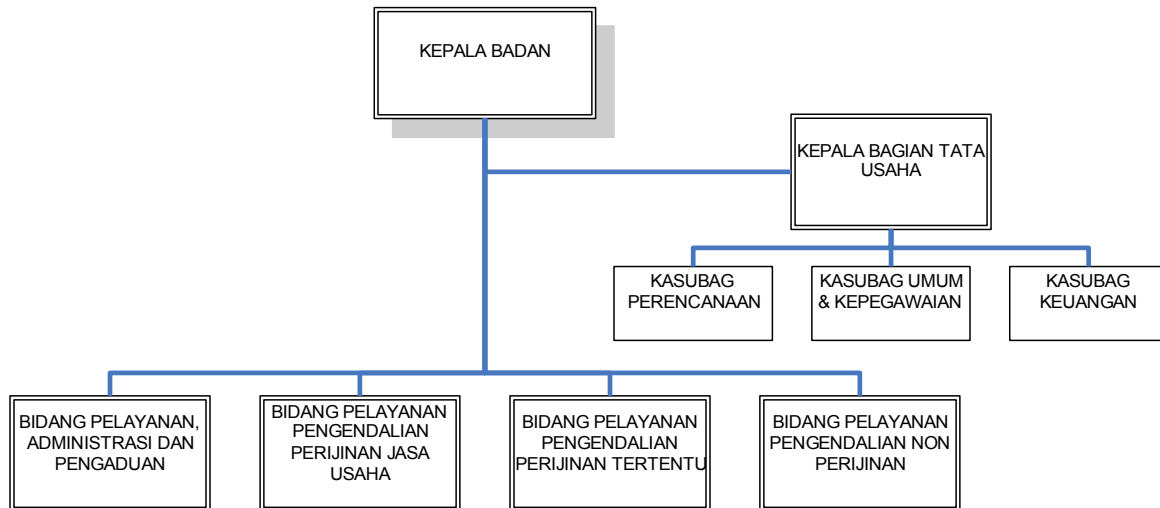 KEPALA BADAN
KEPALA BAGIAN TATA
USAHA
KASUBAG
PERENCANAAN
KASUBAG UMUM
& KEPEGAWAIAN
KASUBAG
KEUANGAN
BIDANG PELAYANAN,
ADMINISTRASI DAN
PENGADUAN
BIDANG PELAYANAN
PENGENDALIAN
PERIJINAN JASA
USAHA
BIDANG PELAYANAN
PENGENDALIAN
PERIJINAN TERTENTU
BIDANG PELAYANAN
PENGENDALIAN NON
PERIJINAN